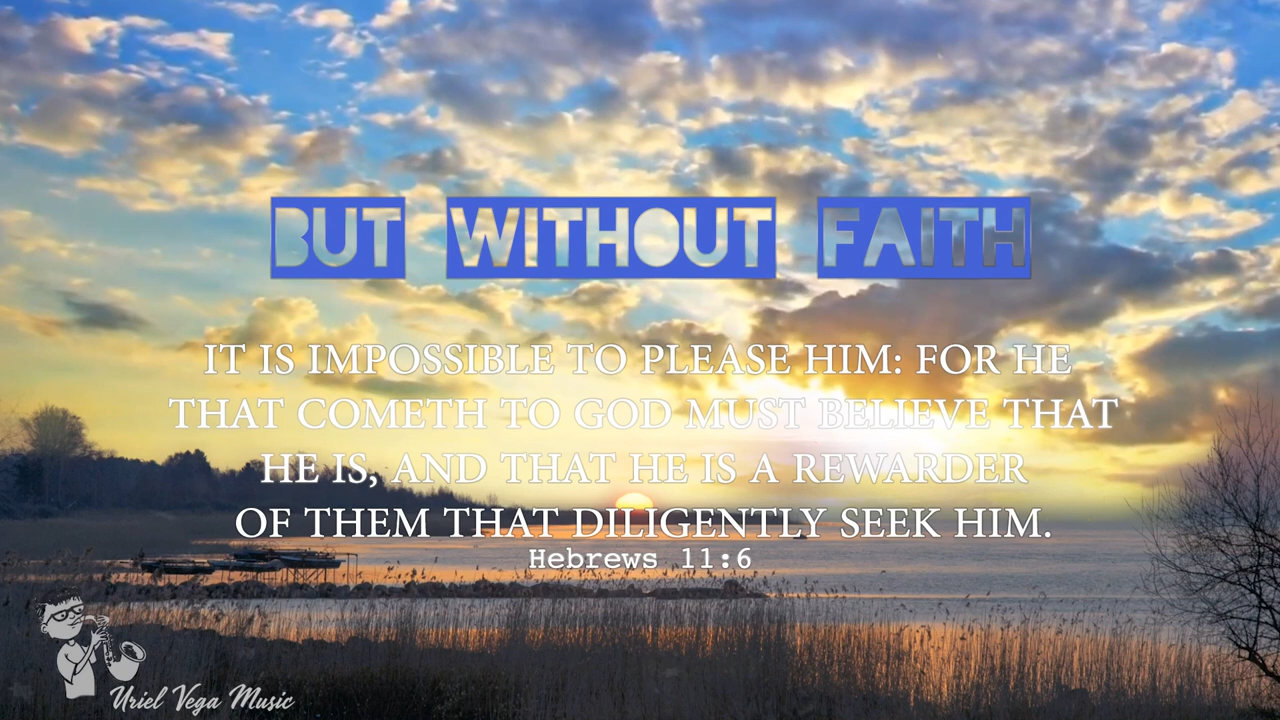 BUT WITHOUT FAITH
IT IS IMPOSSIBLE TO PLEASE HIM: FOR HE
THAT COMETH TO GOD MUST BELIEVE THAT
HE IS, AND THAT HE IS A REWARDER
OF THEM THAT DILIGENTLY SEEK HIM.
Hebrews 11:6
Uriel Vega Music